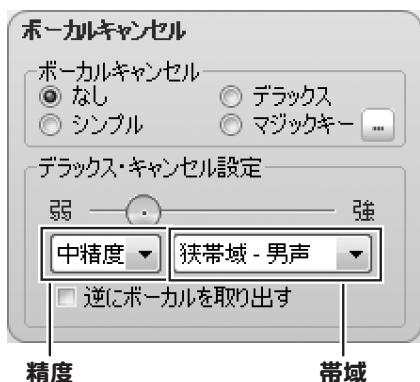 ボーカルキャンセル
ボーカルキャンセル
なし
デラックス
シンプル
マジックキー ...
デラックス・キャンセル設定
弱 強
中精度 狭帯域 - 男声
逆にボーカルを取り出す
精度 帯域